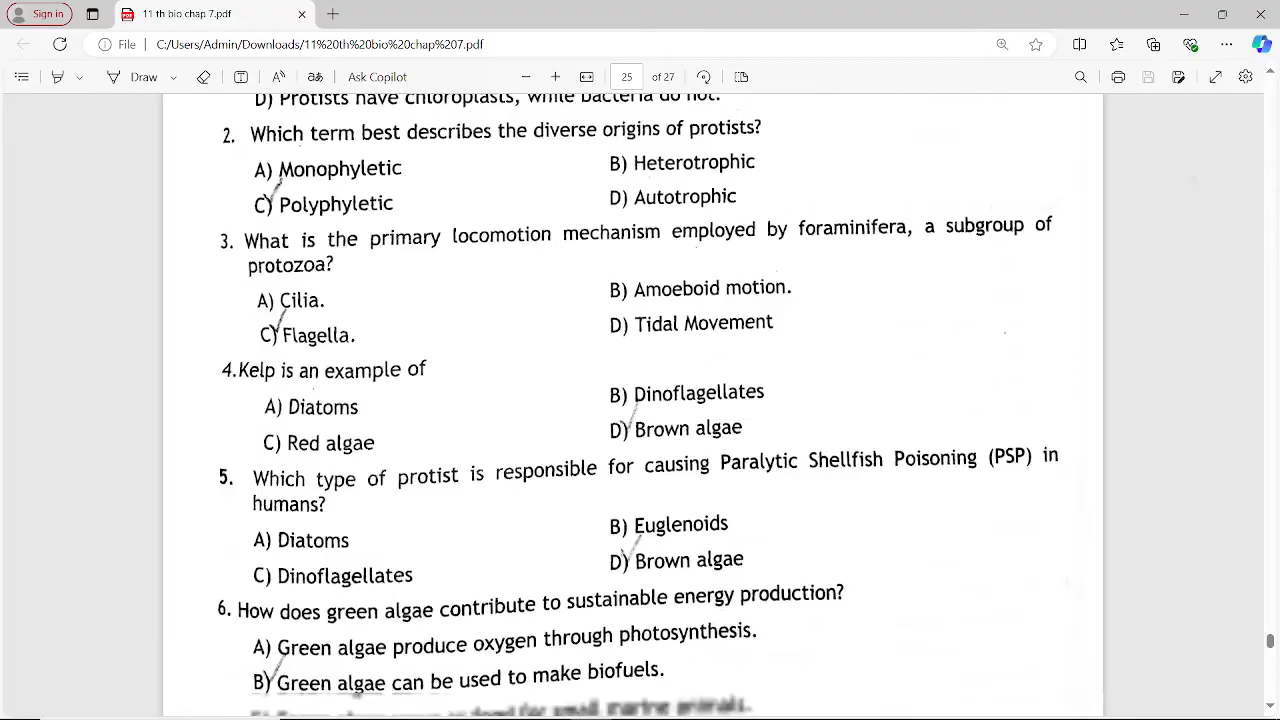 Sign in
11 th bio chap 7.pdf
File
C:/Users/Admin/Downloads/11%20th%20bio%20chap%207.pdf
Draw
Ask Copilot
25 of 27
D) Protists have chloroplasts, while bacteria do not.
2. Which term best describes the diverse origins of protists?
A) Monophyletic B) Heterotrophic
C) Polyphyletic D) Autotrophic
3. What is the primary locomotion mechanism employed by foraminifera, a subgroup of
protozoa?
A) Cilia. B) Amoeboid motion.
C) Flagella. D) Tidal Movement
4.Kelp is an example of
A) Diatoms B) Dinoflagellates
C) Red algae D) Brown algae
5. Which type of protist is responsible for causing Paralytic Shellfish Poisoning (PSP) in
humans?
A) Diatoms B) Euglenoids
C) Dinoflagellates D) Brown algae
6. How does green algae contribute to sustainable energy production?
A) Green algae produce oxygen through photosynthesis.
B) Green algae can be used to make biofuels.
for small marine animals.